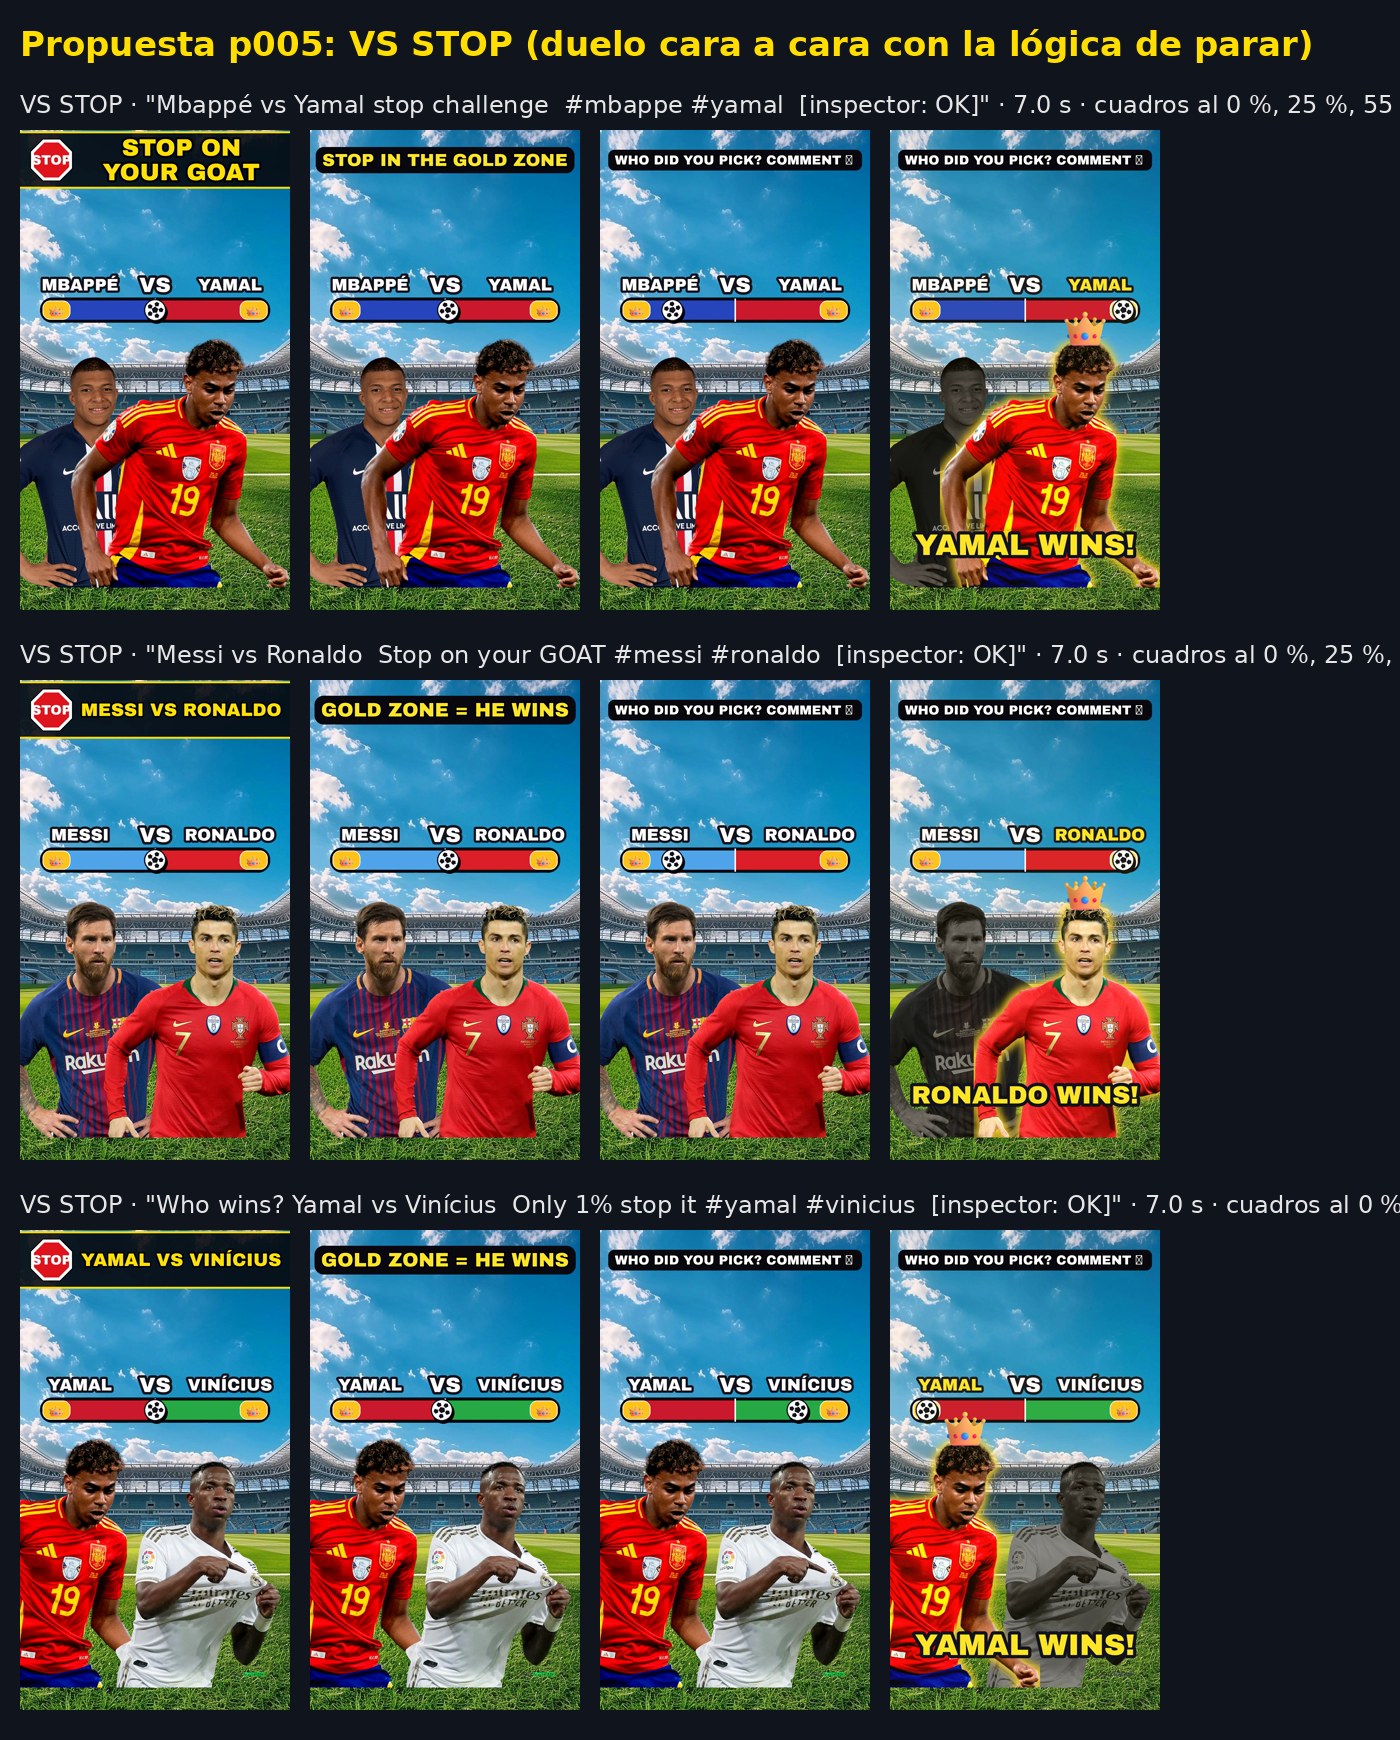 Propuesta p005: VS STOP (duelo cara a cara con la lógica de parar)
VS STOP · "Mbappé vs Yamal stop challenge  #mbappe #yamal  [inspector: OK]" · 7.0 s · cuadros al 0 %, 25 %, 55
STOP
STOP ON
YOUR GOAT
STOP IN THE GOLD ZONE
WHO DID YOU PICK? COMMENT
WHO DID YOU PICK? COMMENT
MBAPPÉ VS YAMAL
MBAPPÉ VS YAMAL
MBAPPÉ VS YAMAL
MBAPPÉ VS YAMAL
19
19
19
19
YAMAL WINS!
VS STOP · "Messi vs Ronaldo  Stop on your GOAT #messi #ronaldo  [inspector: OK]" · 7.0 s · cuadros al 0 %, 25 %,
STOP
MESSI VS RONALDO
GOLD ZONE = HE WINS
WHO DID YOU PICK? COMMENT
WHO DID YOU PICK? COMMENT
MESSI VS RONALDO
MESSI VS RONALDO
MESSI VS RONALDO
MESSI VS RONALDO
7
7
7
7
RONALDO WINS!
VS STOP · "Who wins? Yamal vs Vinícius  Only 1% stop it #yamal #vinicius  [inspector: OK]" · 7.0 s · cuadros al 0 %
STOP
YAMAL VS VINÍCIUS
GOLD ZONE = HE WINS
WHO DID YOU PICK? COMMENT
WHO DID YOU PICK? COMMENT
YAMAL VS VINÍCIUS
YAMAL VS VINÍCIUS
YAMAL VS VINÍCIUS
YAMAL VS VINÍCIUS
19
19
19
19
YAMAL WINS!